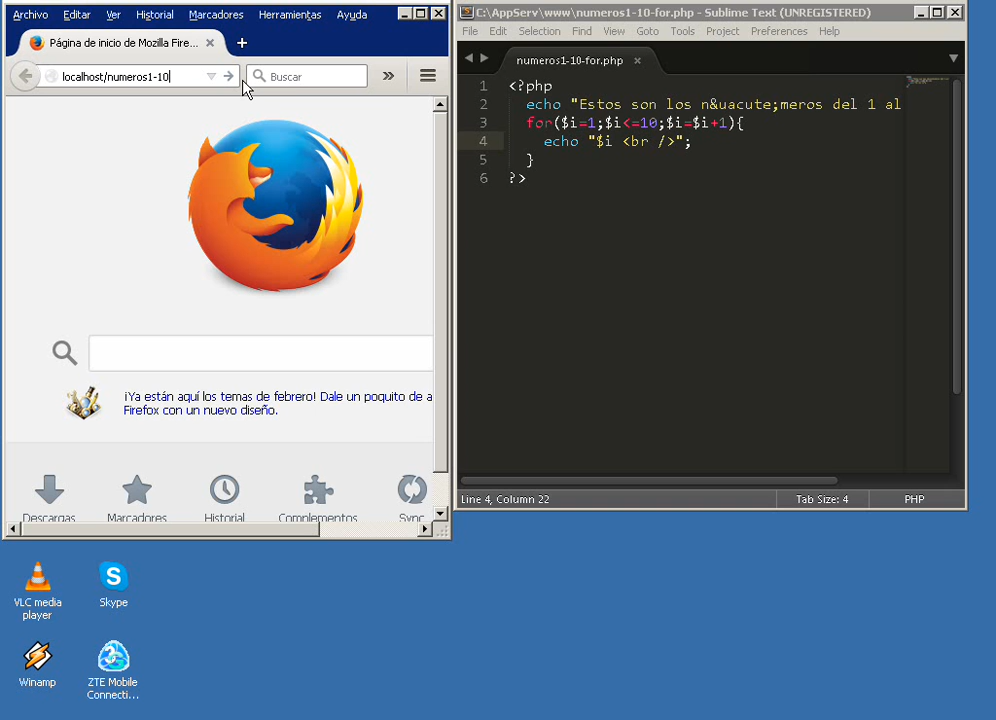 Archivo Editar Ver Historial Marcadores Herramientas Ayuda
Página de inicio de Mozilla Fire...
localhost/numeros1-10
Buscar
¡Ya están aquí los temas de febrero! Dale un poquito de a
Firefox con un nuevo diseño.
Descargas Marcadores Historial Complementos Sync
C:\AppServ\www\numeros1-10-for.php - Sublime Text (UNREGISTERED)
File Edit Selection Find View Goto Tools Project Preferences Help
numeros1-10-for.php
1 <?php
2 echo "Estos son los n&uacute;meros del 1 al
3 for($i=1;$i<=10;$i=$i+1){
4 echo "$i <br />";
5 }
6 ?>
Line 4, Column 22 Tab Size: 4 PHP
VLC media
player
Skype
Winamp
ZTE Mobile
Connecti...